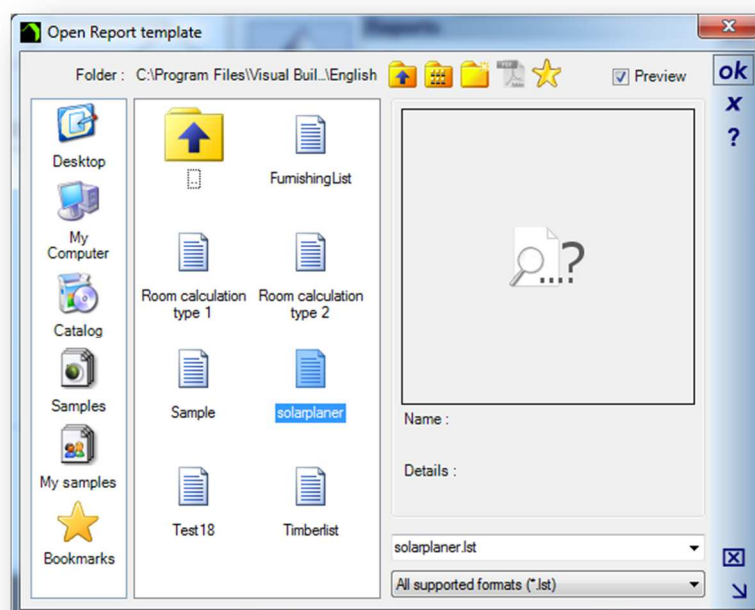 Open Report template
Folder : C:\Program Files\Visual Buil...\English
Preview
ok
x
?
Desktop
My
Computer
Catalog
Samples
My samples
Bookmarks
..
FurnishingList
Room calculation
type 1
Room calculation
type 2
Sample
solarplaner
Test18
Timberlist
...?
Name :
Details :
solarplaner.lst
All supported formats (*.lst)